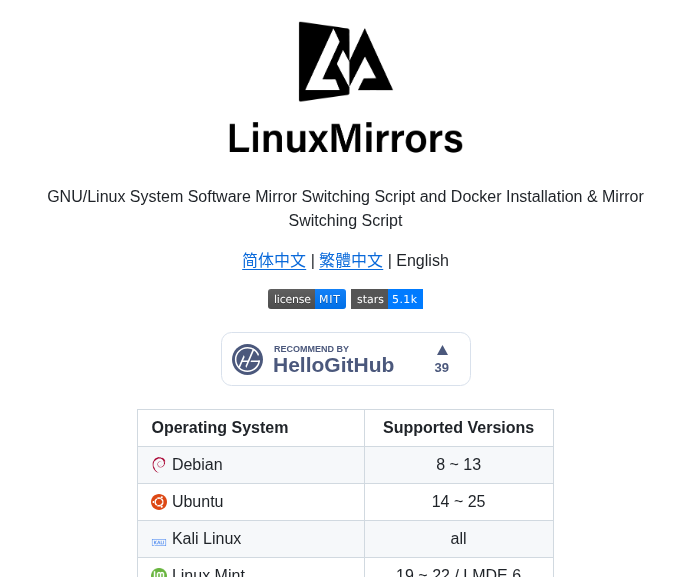 LinuxMirrors
GNU/Linux System Software Mirror Switching Script and Docker Installation & Mirror
Switching Script
简体中文 | 繁體中文 | English
license MIT stars 5.1k
RECOMMEND BY
HelloGitHub
39
Operating System Supported Versions
Debian 8 ~ 13
Ubuntu 14 ~ 25
KALI Kali Linux all
Linux Mint 19 ~ 22 / LMDE 6